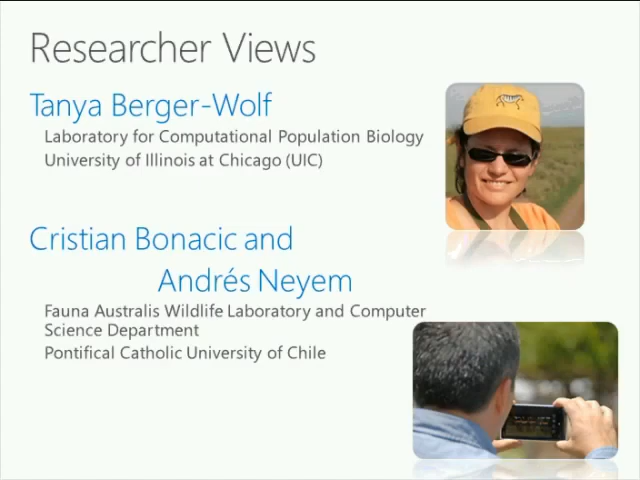 Researcher Views
Tanya Berger-Wolf
Laboratory for Computational Population Biology
University of Illinois at Chicago (UIC)
Cristian Bonacic and
Andrés Neyem
Fauna Australis Wildlife Laboratory and Computer
Science Department
Pontifical Catholic University of Chile